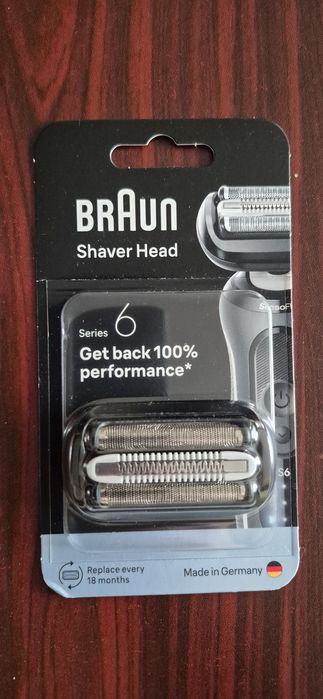 BRAUN
Shaver Head
Series 6
Get back 100%
performance*
Replace every
18 months
Made in Germany